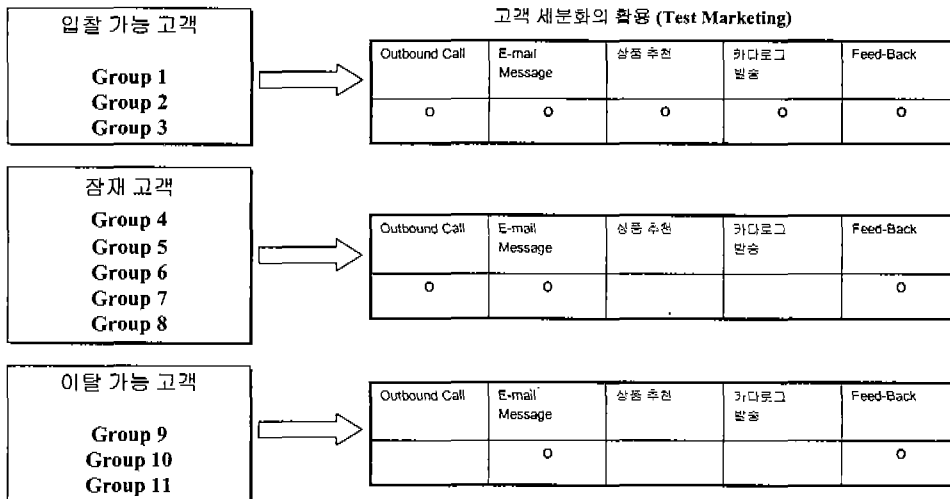 고객 세분화의 활용 (Test Marketing)
입찰 가능 고객
Group 1
Group 2
Group 3
Outbound Call E-mail Message 상품 추천 카다로그 발송 Feed-Back
O O O O O
잠재 고객
Group 4
Group 5
Group 6
Group 7
Group 8
Outbound Call E-mail Message 상품 추천 카다로그 발송 Feed-Back
O O O
이탈 가능 고객
Group 9
Group 10
Group 11
Outbound Call E-mail Message 상품 추천 카다로그 발송 Feed-Back
O O